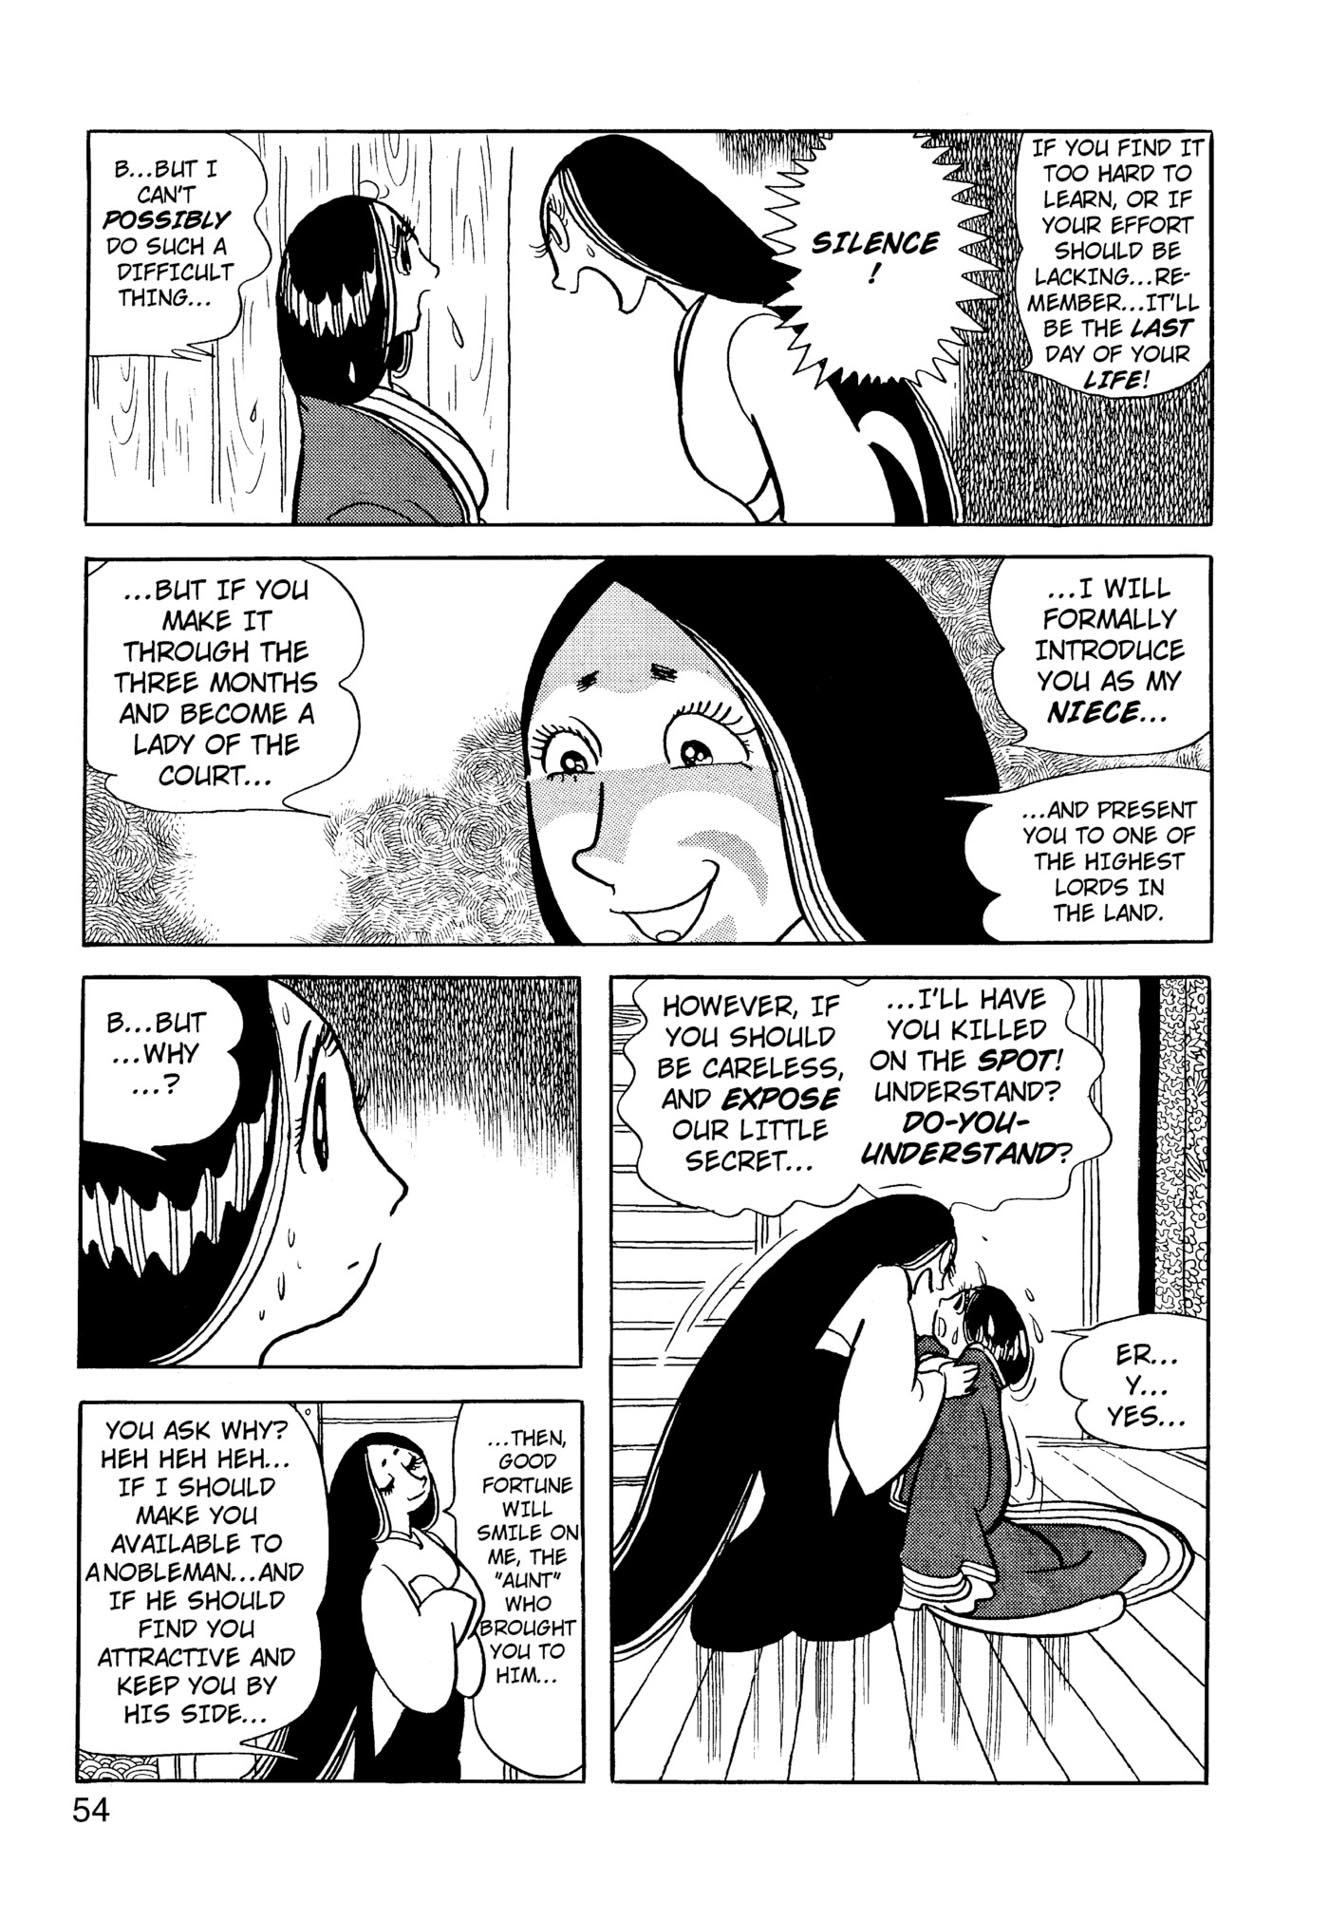 B...BUT I
CAN'T
POSSIBLY
DO SUCH A
DIFFICULT
THING...
SILENCE
!
IF YOU FIND IT
TOO HARD TO
LEARN, OR IF
YOUR EFFORT
SHOULD BE
LACKING...RE-
MEMBER...IT'LL
BE THE LAST
DAY OF YOUR
LIFE!
...BUT IF YOU
MAKE IT
THROUGH THE
THREE MONTHS
AND BECOME A
LADY OF THE
COURT...
...I WILL
FORMALLY
INTRODUCE
YOU AS MY
NIECE...
...AND PRESENT
YOU TO ONE OF
THE HIGHEST
LORDS IN
THE LAND.
B...BUT
...WHY
...?
YOU ASK WHY?
HEH HEH HEH...
IF I SHOULD
MAKE YOU
AVAILABLE TO
A NOBLEMAN...AND
IF HE SHOULD
FIND YOU
ATTRACTIVE AND
KEEP YOU BY
HIS SIDE...
...THEN,
GOOD
FORTUNE
WILL
SMILE ON
ME, THE
"AUNT"
WHO
BROUGHT
YOU TO
HIM...
HOWEVER, IF
YOU SHOULD
BE CARELESS,
AND EXPOSE
OUR LITTLE
SECRET...
...I'LL HAVE
YOU KILLED
ON THE SPOT!
UNDERSTAND?
DO-YOU-
UNDERSTAND?
ER...
Y...
YES...
54